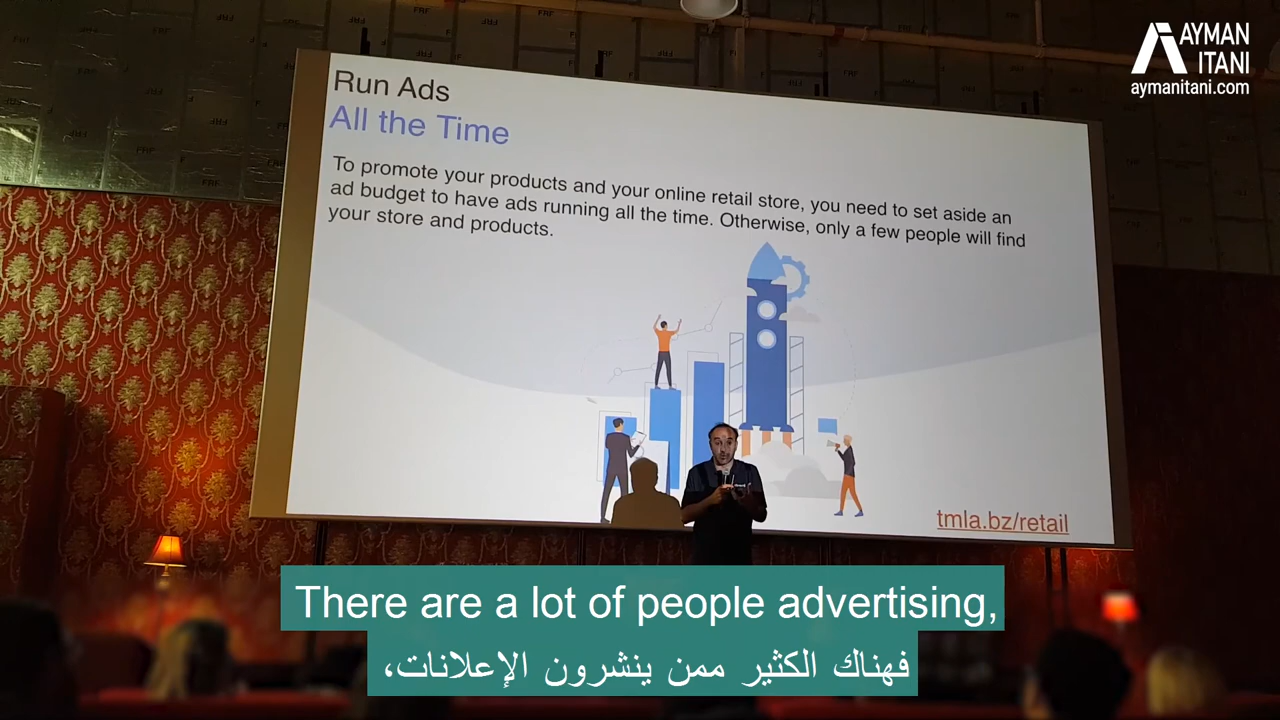 AYMAN
ITANI
aymanitani.com
Run Ads
All the Time
To promote your products and your online retail store, you need to set aside an
ad budget to have ads running all the time. Otherwise, only a few people will find
your store and products.
tmla.bz/retail
There are a lot of people advertising,
فهناك الكثير ممن ينشرون الإعلانات،